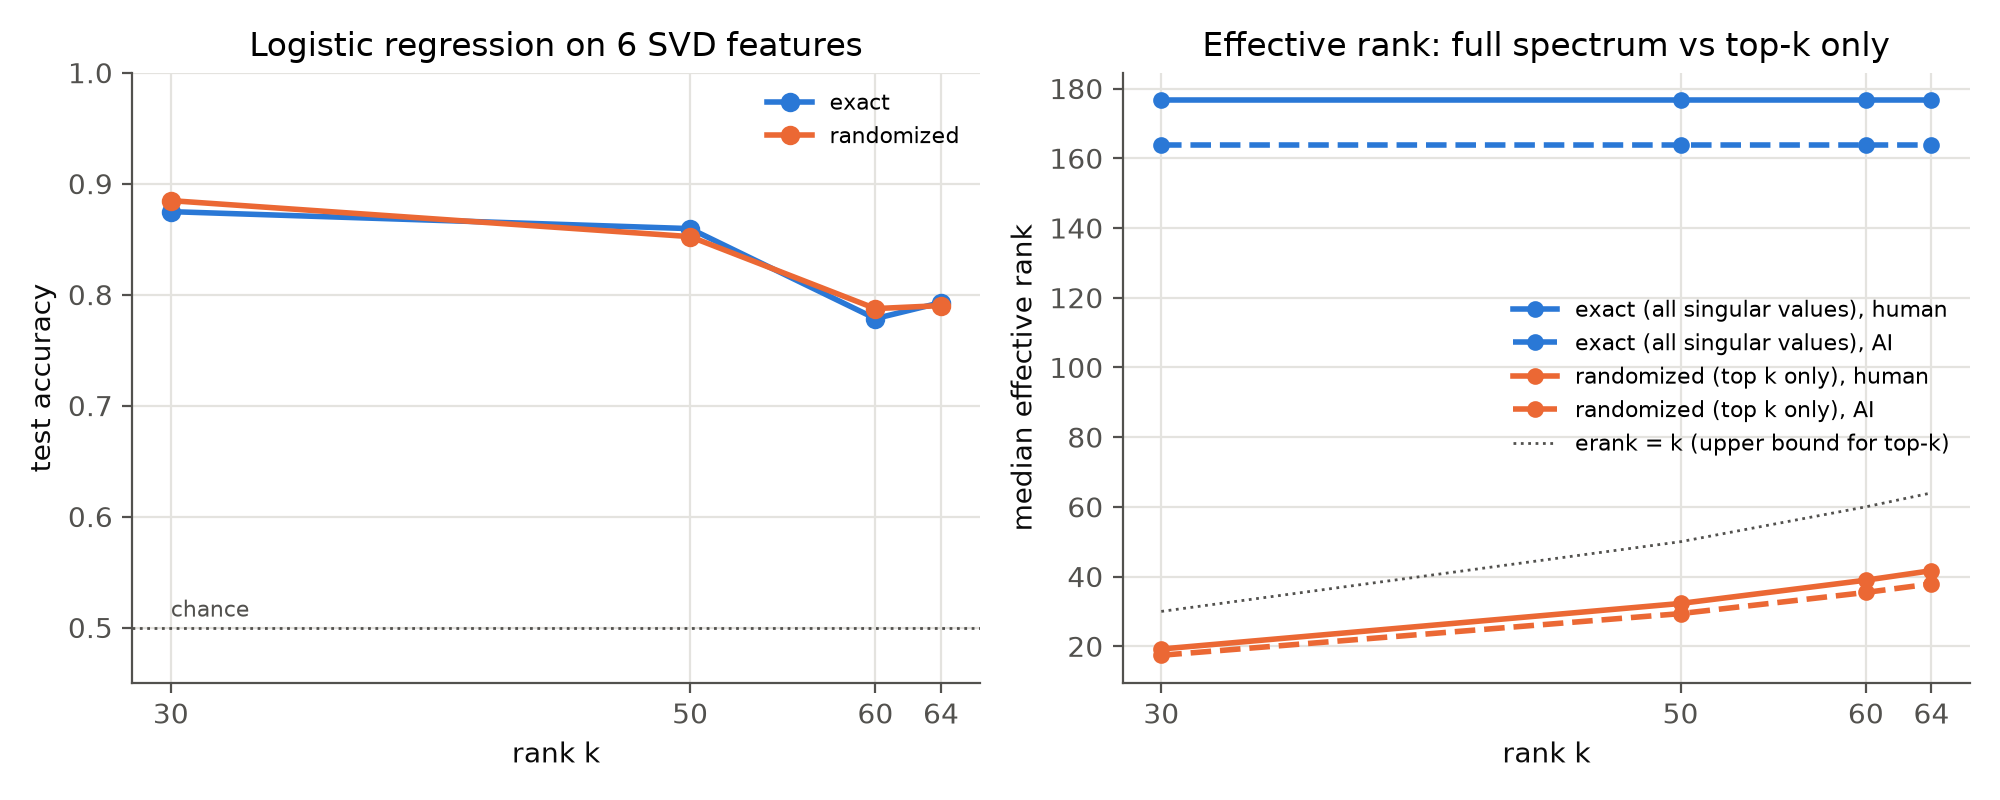 Logistic regression on 6 SVD features
1.0
0.9
0.8
0.7
0.6
0.5
test accuracy
exact
randomized
chance
30 50 60 64
rank k
Effective rank: full spectrum vs top-k only
180
160
140
120
100
80
60
40
20
median effective rank
exact (all singular values), human
exact (all singular values), AI
randomized (top k only), human
randomized (top k only), AI
erank = k (upper bound for top-k)
30 50 60 64
rank k